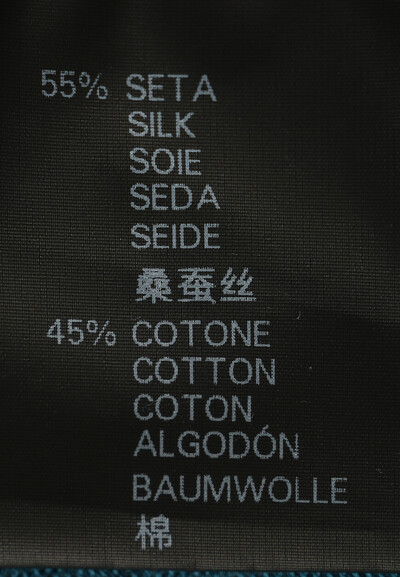 55% SETA
SILK
SOIE
SEDA
SEIDE
桑蚕丝
45% COTONE
COTTON
COTON
ALGODÓN
BAUMWOLLE
棉